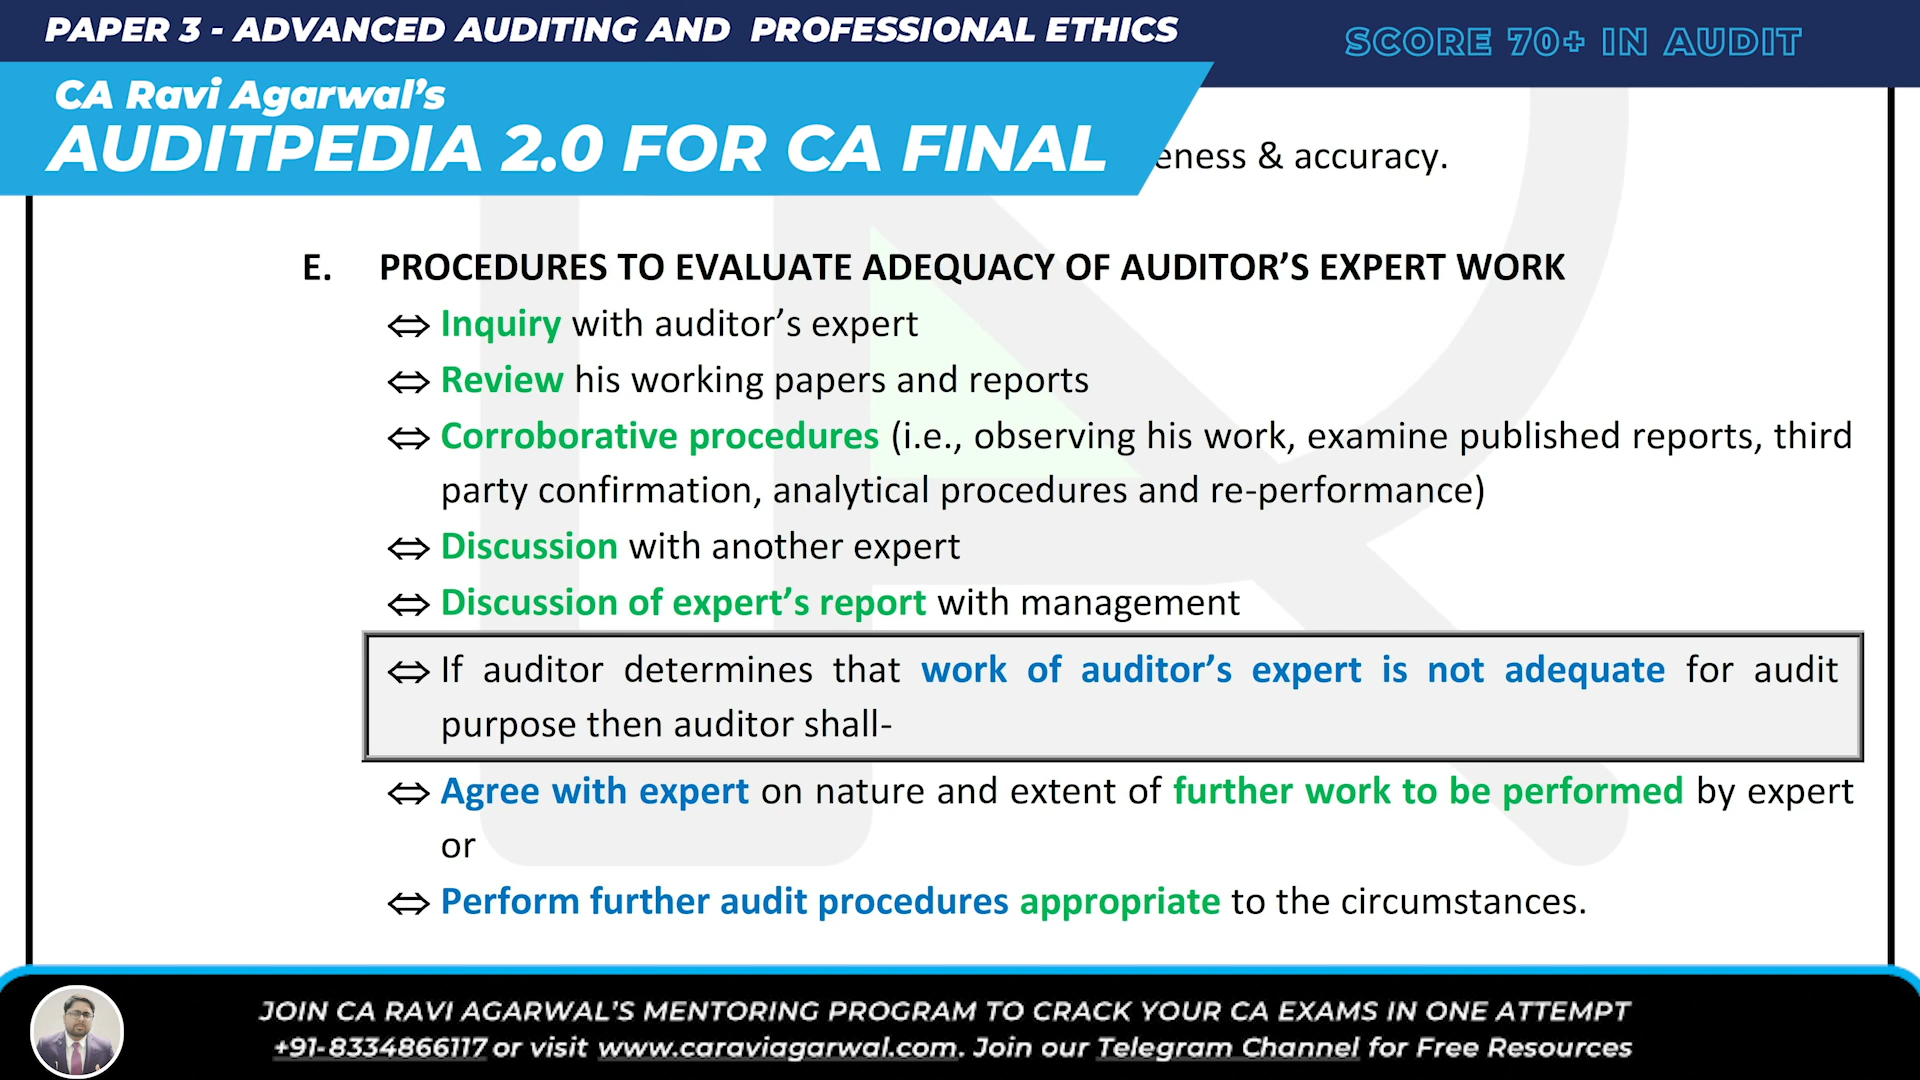 PAPER 3 - ADVANCED AUDITING AND PROFESSIONAL ETHICS
SCORE 70+ IN AUDIT
CA Ravi Agarwal's
AUDITPEDIA 2.0 FOR CA FINAL
eness & accuracy.
E. PROCEDURES TO EVALUATE ADEQUACY OF AUDITOR'S EXPERT WORK
⇔ Inquiry with auditor's expert
⇔ Review his working papers and reports
⇔ Corroborative procedures (i.e., observing his work, examine published reports, third
party confirmation, analytical procedures and re-performance)
⇔ Discussion with another expert
⇔ Discussion of expert's report with management
⇔ If auditor determines that work of auditor's expert is not adequate for audit
purpose then auditor shall-
⇔ Agree with expert on nature and extent of further work to be performed by expert
or
⇔ Perform further audit procedures appropriate to the circumstances.
JOIN CA RAVI AGARWAL'S MENTORING PROGRAM TO CRACK YOUR CA EXAMS IN ONE ATTEMPT
+91-8334866117 or visit www.caraviagarwal.com. Join our Telegram Channel for Free Resources